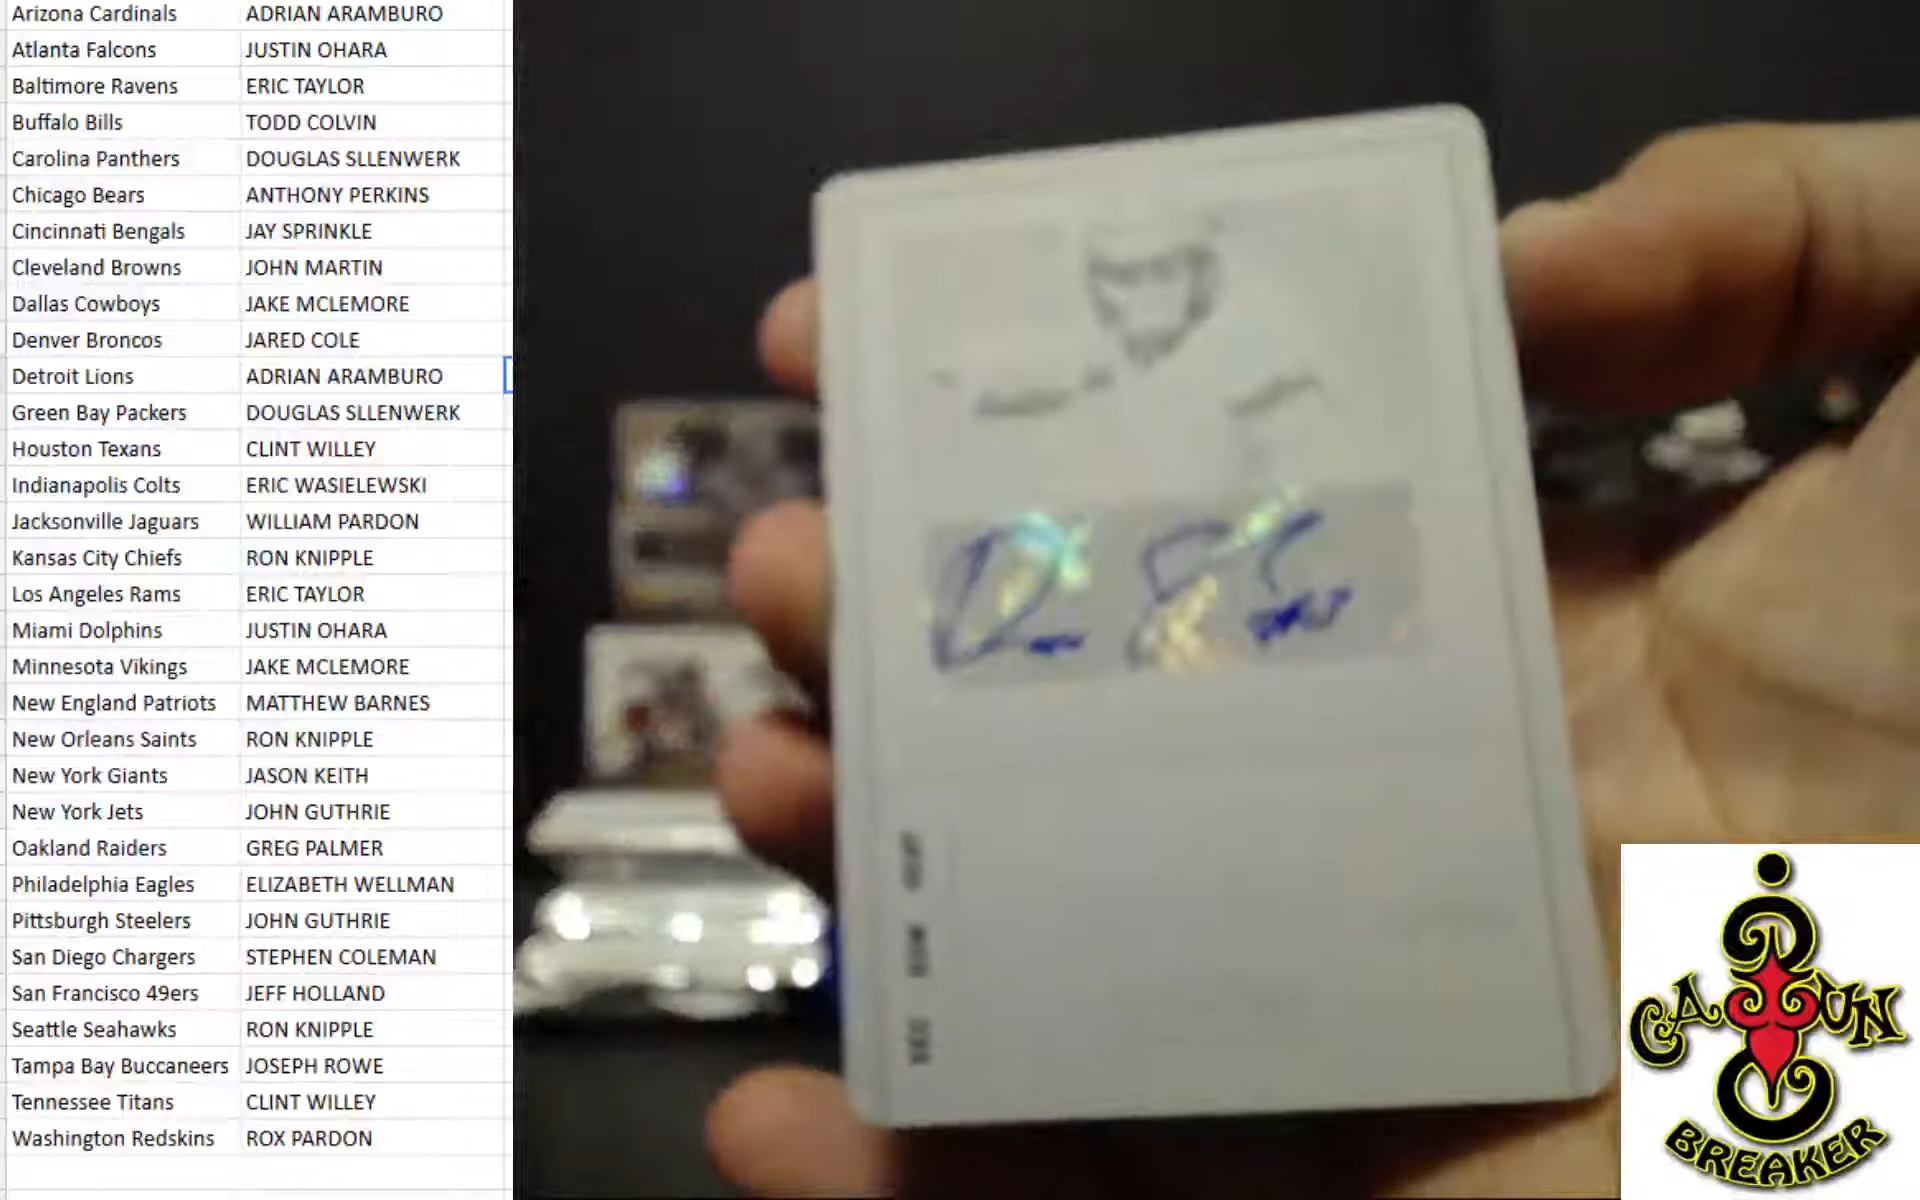 Arizona Cardinals ADRIAN ARAMBURO
Atlanta Falcons JUSTIN OHARA
Baltimore Ravens ERIC TAYLOR
Buffalo Bills TODD COLVIN
Carolina Panthers DOUGLAS SLLENWERK
Chicago Bears ANTHONY PERKINS
Cincinnati Bengals JAY SPRINKLE
Cleveland Browns JOHN MARTIN
Dallas Cowboys JAKE MCLEMORE
Denver Broncos JARED COLE
Detroit Lions ADRIAN ARAMBURO
Green Bay Packers DOUGLAS SLLENWERK
Houston Texans CLINT WILLEY
Indianapolis Colts ERIC WASIELEWSKI
Jacksonville Jaguars WILLIAM PARDON
Kansas City Chiefs RON KNIPPLE
Los Angeles Rams ERIC TAYLOR
Miami Dolphins JUSTIN OHARA
Minnesota Vikings JAKE MCLEMORE
New England Patriots MATTHEW BARNES
New Orleans Saints RON KNIPPLE
New York Giants JASON KEITH
New York Jets JOHN GUTHRIE
Oakland Raiders GREG PALMER
Philadelphia Eagles ELIZABETH WELLMAN
Pittsburgh Steelers JOHN GUTHRIE
San Diego Chargers STEPHEN COLEMAN
San Francisco 49ers JEFF HOLLAND
Seattle Seahawks RON KNIPPLE
Tampa Bay Buccaneers JOSEPH ROWE
Tennessee Titans CLINT WILLEY
Washington Redskins ROX PARDON
CAJUN
BREAKER